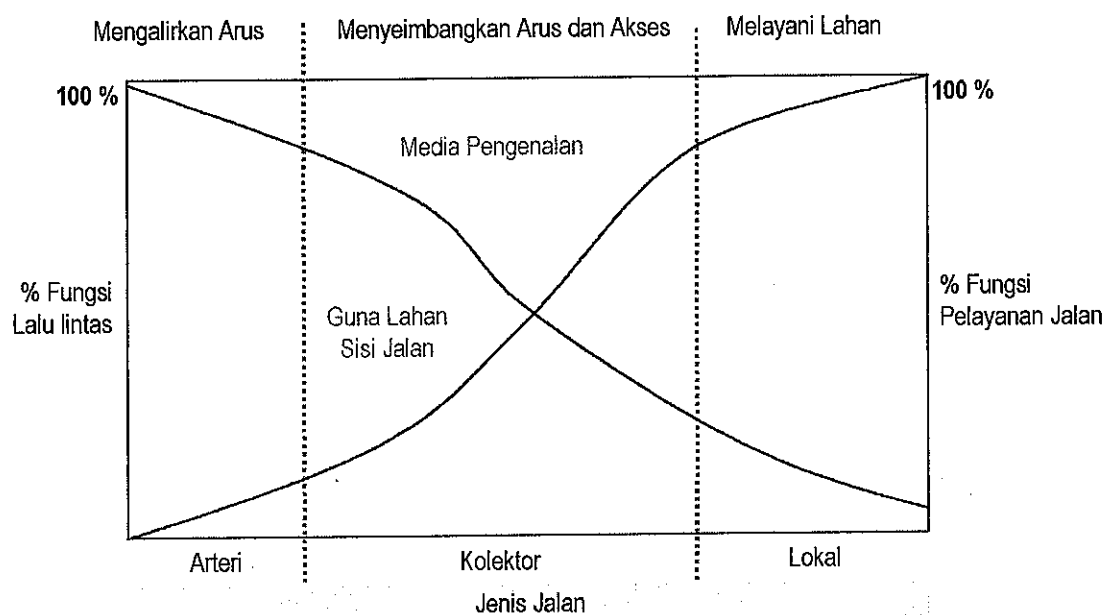 Mengalirkan Arus
Menyeimbangkan Arus dan Akses
Melayani Lahan
100 %
100 %
Media Pengenalan
% Fungsi
Lalu lintas
Guna Lahan
Sisi Jalan
% Fungsi
Pelayanan Jalan
Arteri
Kolektor
Lokal
Jenis Jalan